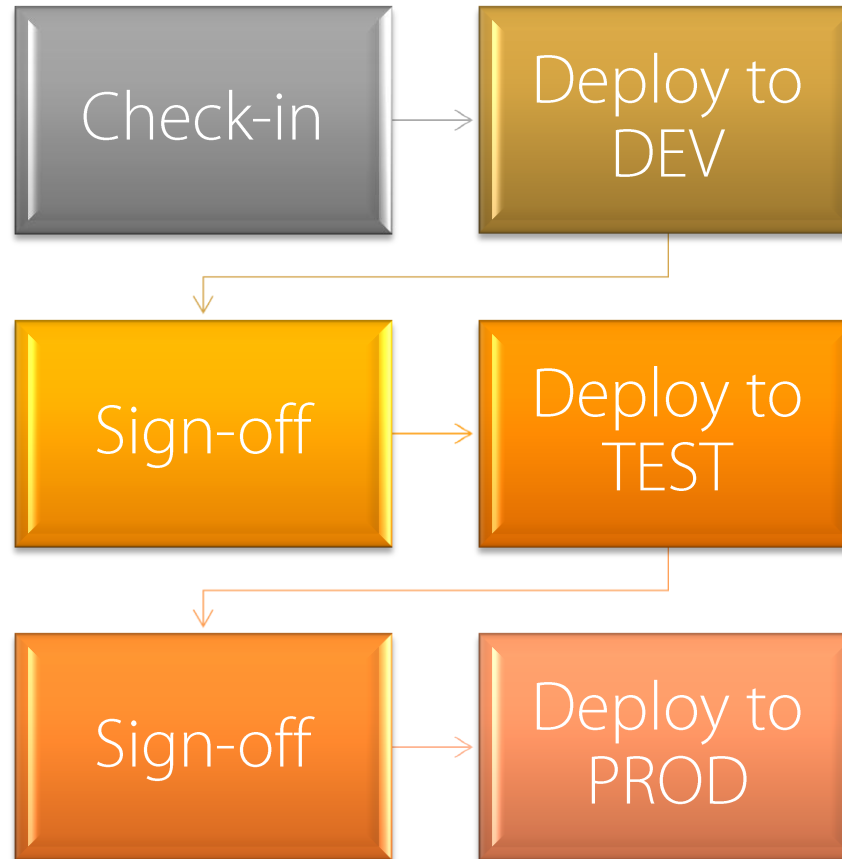 Check-in
Deploy to
DEV
Sign-off
Deploy to
TEST
Sign-off
Deploy to
PROD